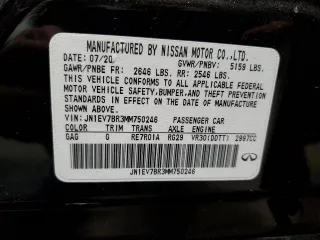 MANUFACTURED BY NISSAN MOTOR CO.,LTD.
DATE: 07/20 GVWR/PNBV: 5159 LBS.
GAWR/PNBE FR: 2646 LBS. RR: 2546 LBS.
THIS VEHICLE CONFORMS TO ALL APPLICABLE FEDERAL
MOTOR VEHICLE SAFETY, BUMPER, AND THEFT PREVENTION
STANDARDS IN EFFECT ON THE DATE OF MANUFACTURE
SHOWN ABOVE.
VIN: JN1EV7BR3MM750246 PASSENGER CAR
COLOR TRIM TRANS AXLE ENGINE
GAG G RE7R01A RG29 VR30(DDTT) 2997CC
JN1EV7BR3MM750246